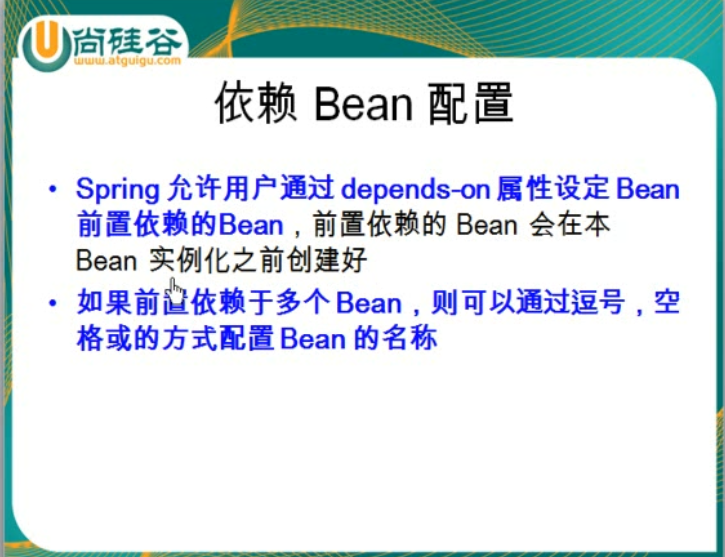 尚硅谷
www.atguigu.com
依赖 Bean 配置
• Spring 允许用户通过 depends-on 属性设定 Bean
前置依赖的Bean，前置依赖的 Bean 会在本
Bean 实例化之前创建好
• 如果前置依赖于多个 Bean，则可以通过逗号，空
格或的方式配置 Bean 的名称